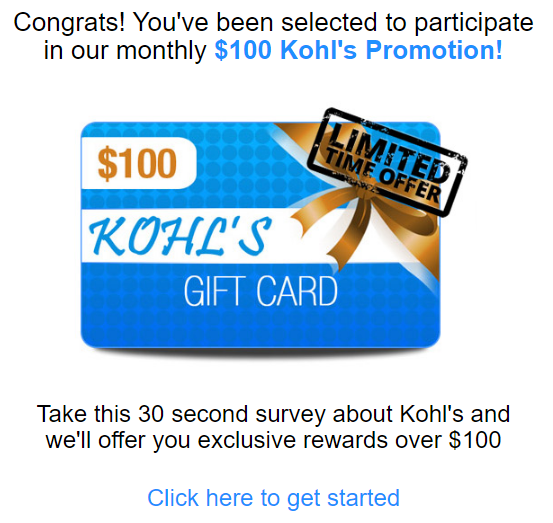 Congrats! You've been selected to participate
in our monthly $100 Kohl's Promotion!
$100
LIMITED
TIME OFFER
KOHL'S
GIFT CARD
Take this 30 second survey about Kohl's and
we'll offer you exclusive rewards over $100
Click here to get started